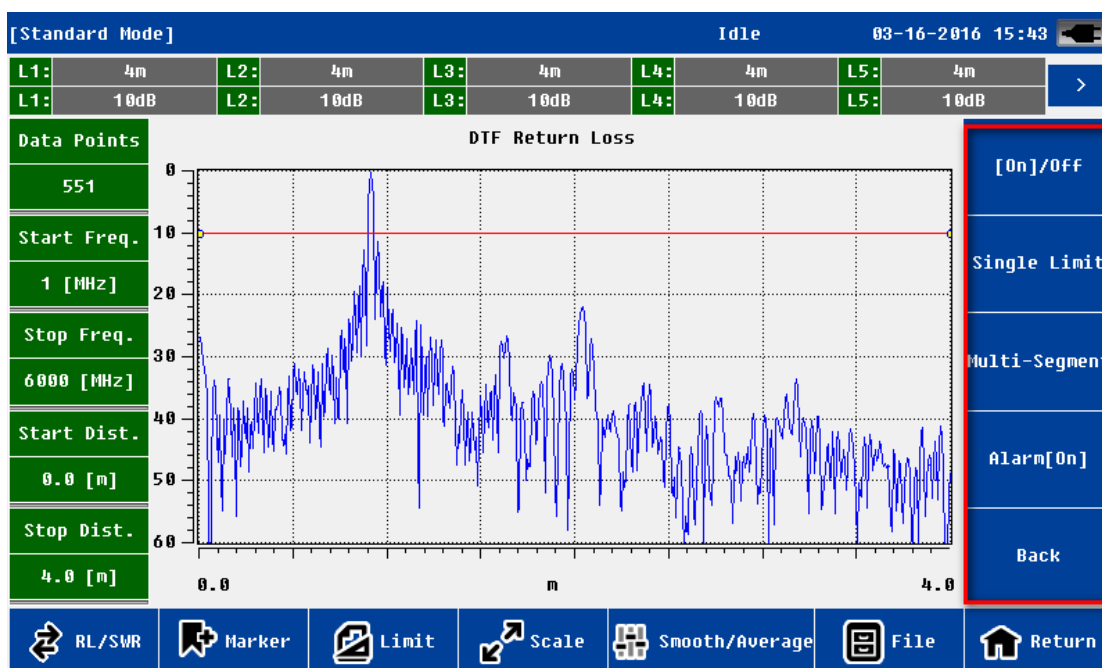 [Standard Mode] Idle 03-16-2016 15:43
L1: 4m L2: 4m L3: 4m L4: 4m L5: 4m
L1: 10dB L2: 10dB L3: 10dB L4: 10dB L5: 10dB >
Data Points
551
Start Freq.
1 [MHz]
Stop Freq.
6000 [MHz]
Start Dist.
0.0 [m]
Stop Dist.
4.0 [m]
DTF Return Loss
0
10
20
30
40
50
60
0.0 m 4.0
[On]/Off
Single Limit
Multi-Segment
Alarm[On]
Back
RL/SWR Marker Limit Scale Smooth/Average File Return